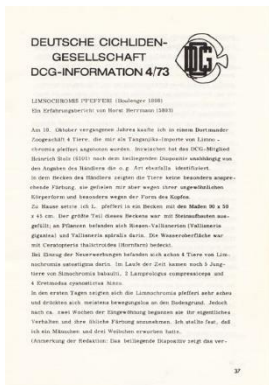 DEUTSCHE CICHLIDEN-
GESELLSCHAFT
DCG-INFORMATION 4/73
DCG
LIMNOCHROMIS PFEFFERI (Boulenger 1898)
Ein Erfahrungsbericht von Horst Herrmann
Am 19. Oktober vergangenen Jahres kaufte ich in einem Dortmunder
Zoogeschäft 4 Tiere, die mir als Tanganjika-Importe von Limno-
chromis pfefferi angeboten wurden. Inzwischen hat das DCG-Mitglied
Heinrich Stolz nach dem beiliegenden Diapositiv unabhängig von
den Angaben des Händlers die o.g. Art ebenfalls identifiziert.
In dem Becken des Händlers zeigten die Tiere keine besonders anspre-
chende Färbung, sie gefielen mir aber wegen ihrer ungewöhnlichen
Körperform und besonders wegen der Form des Kopfes.
Zu Hause setzte ich L. pfefferi in ein Becken mit den Maßen 90 x 50
x 45 cm. Der größte Teil dieses Beckens war mit Steinaufbauten aus-
gefüllt; an Pflanzen befanden sich Riesen-Vallisnerien (Vallisneria
gigantea) und Vallisneria spiralis darin. Die Wasseroberfläche war
mit Ceratopteris thalictroides (Hornfarn) bedeckt.
Bei Einzug der Neuerwerbungen befanden sich schon 4 Tiere von Lim-
nochromis auritus darin. Im Laufe der Zeit kamen noch 5 Jung-
tiere von Simochromis babaulti, 3 Lamprologus compressiceps und
4 Eretmodus cyanostictus hinzu.
In den ersten Tagen zeigten sich die Limnochromis pfefferi sehr scheu
und drückten sich meistens bewegungslos an den Bodengrund. Jedoch
nach ca. zwei Wochen der Eingewöhnung begannen sie ihr eigentliches
Verhalten und ihre übliche Färbung anzunehmen. Ich stellte fest, daß
ich ein Männchen und drei Weibchen erworben hatte.
(Anmerkung der Redaktion: Das beiliegende Diapositiv zeigt das ver-
37